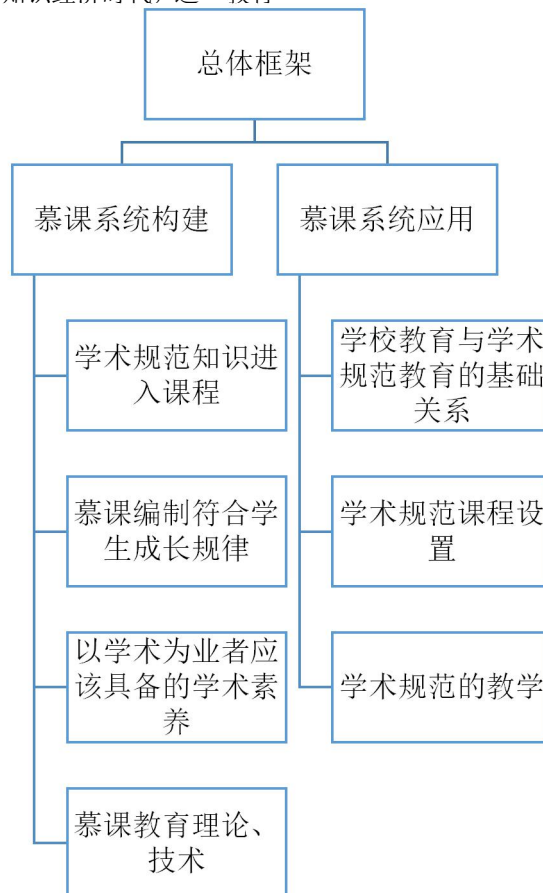 总体框架
慕课系统构建
慕课系统应用
学术规范知识进
入课程
慕课编制符合学
生成长规律
以学术为业者应
该具备的学术素
养
慕课教育理论、
技术
学校教育与学术
规范教育的基础
关系
学术规范课程设
置
学术规范的教学